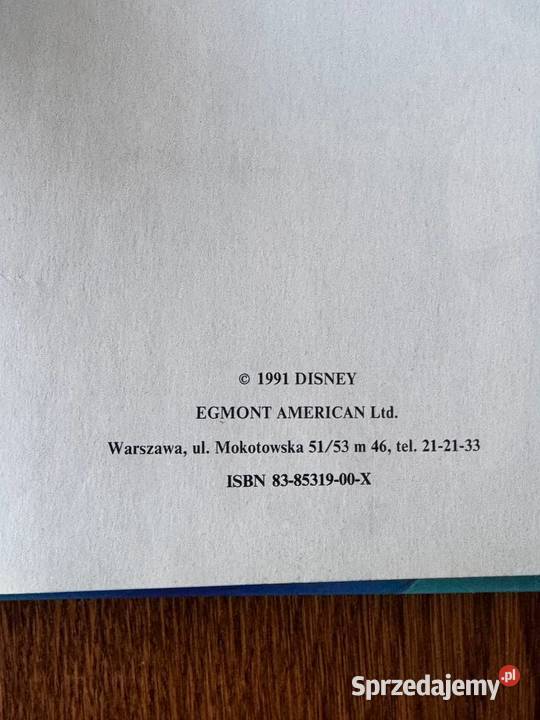 © 1991 DISNEY
EGMONT AMERICAN Ltd.
Warszawa, ul. Mokotowska 51/53 m 46, tel. 21-21-33
ISBN 83-85319-00-X
Sprzedajemy.pl